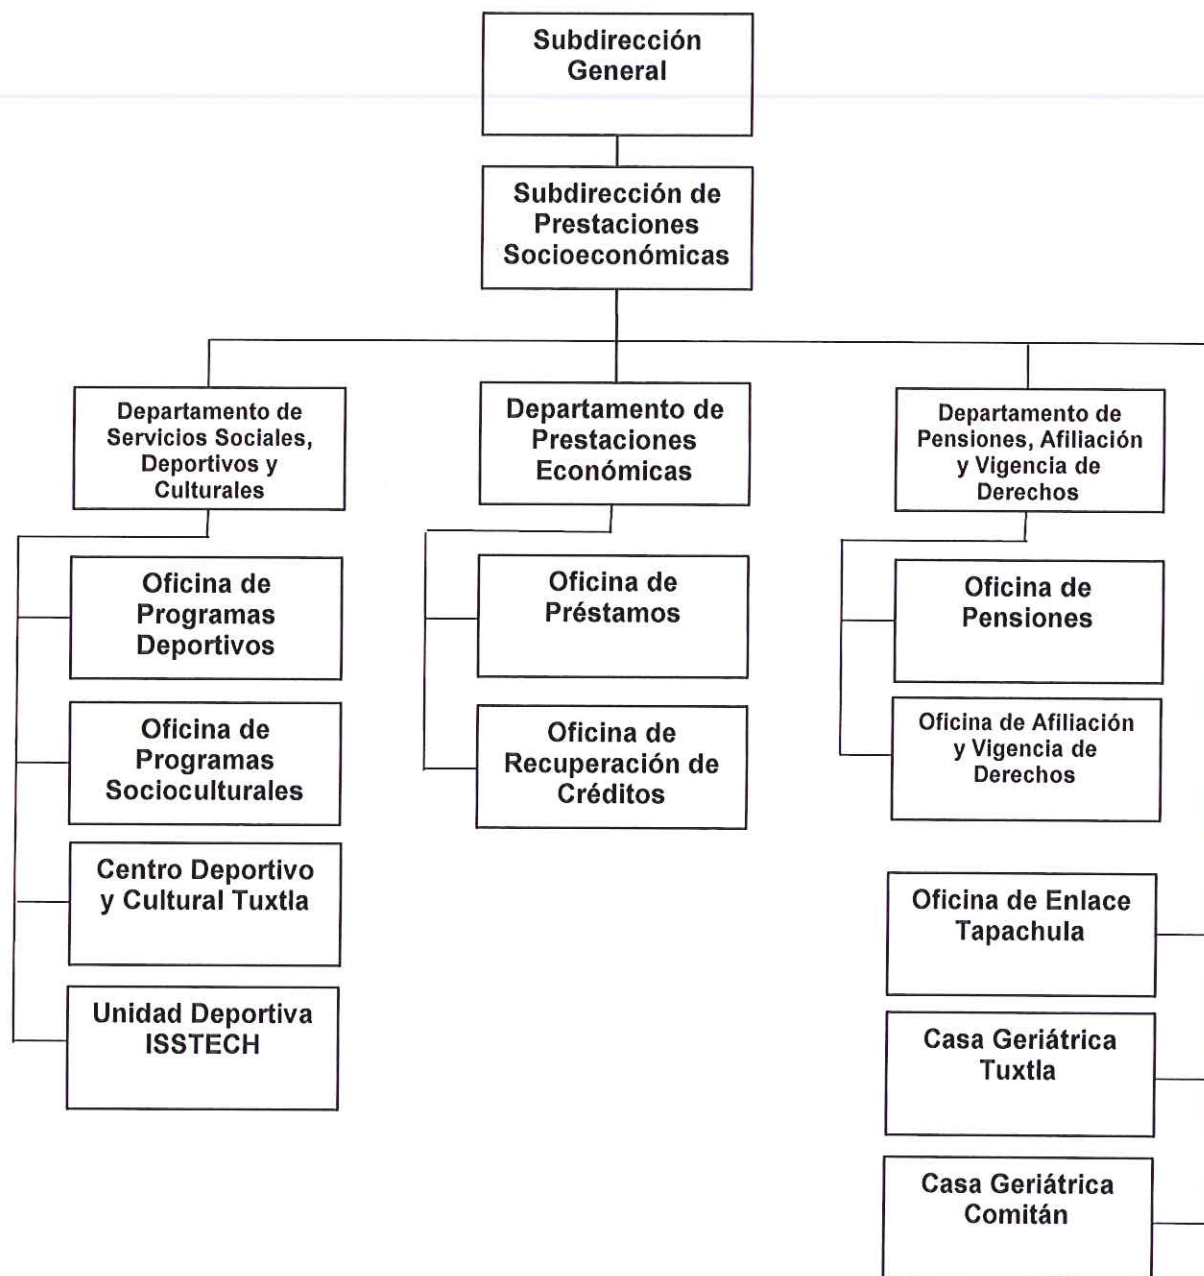 Subdirección
General
Subdirección de
Prestaciones
Socioeconómicas
Departamento de
Servicios Sociales,
Deportivos y
Culturales
Departamento de
Prestaciones
Económicas
Departamento de
Pensiones, Afiliación
y Vigencia de
Derechos
Oficina de
Programas
Deportivos
Oficina de
Préstamos
Oficina de
Pensiones
Oficina de
Programas
Socioculturales
Oficina de
Recuperación de
Créditos
Oficina de Afiliación
y Vigencia de
Derechos
Centro Deportivo
y Cultural Tuxtla
Oficina de Enlace
Tapachula
Unidad Deportiva
ISSTECH
Casa Geriátrica
Tuxtla
Casa Geriátrica
Comitán